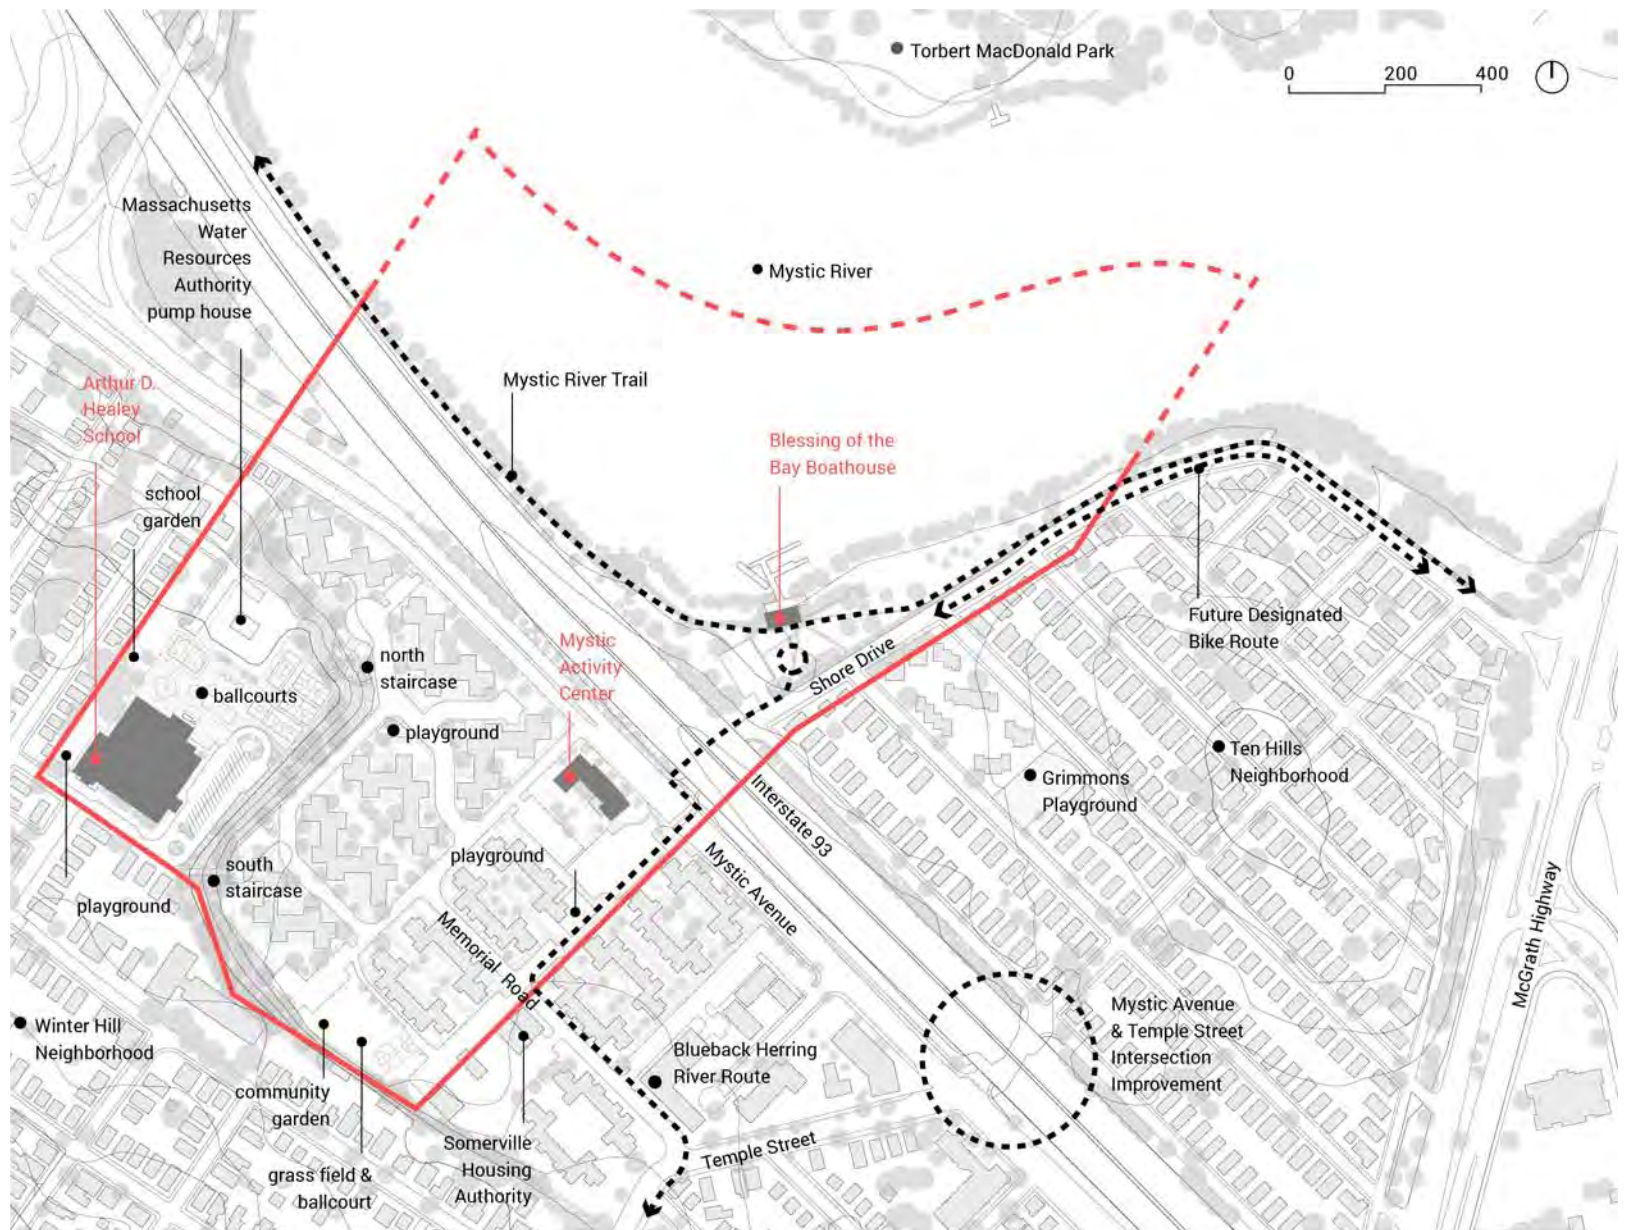 Torbert MacDonald Park
0 200 400
Massachusetts
Water
Resources
Authority
pump house
Mystic River
Arthur D.
Healey
School
Mystic River Trail
Blessing of the
Bay Boathouse
school
garden
Future Designated
Bike Route
north
staircase
Mystic
Activity
Center
Shore Drive
ballcourts
playground
Ten Hills
Neighborhood
Grimmons
Playground
Interstate 93
playground
Mystic Avenue
south
staircase
playground
Memorial Road
McGrath Highway
Winter Hill
Neighborhood
Mystic Avenue
& Temple Street
Intersection
Improvement
Blueback Herring
River Route
community
garden
Somerville
Housing
Authority
Temple Street
grass field &
ballcourt